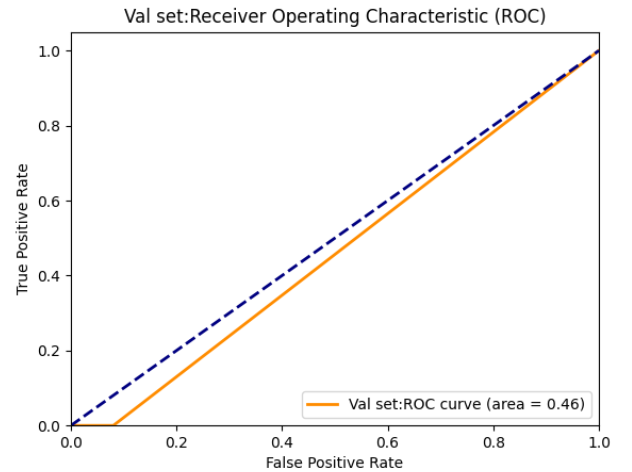 Val set:Receiver Operating Characteristic (ROC)
1.0
0.8
0.6
0.4
0.2
0.0
True Positive Rate
Val set:ROC curve (area = 0.46)
0.0 0.2 0.4 0.6 0.8 1.0
False Positive Rate